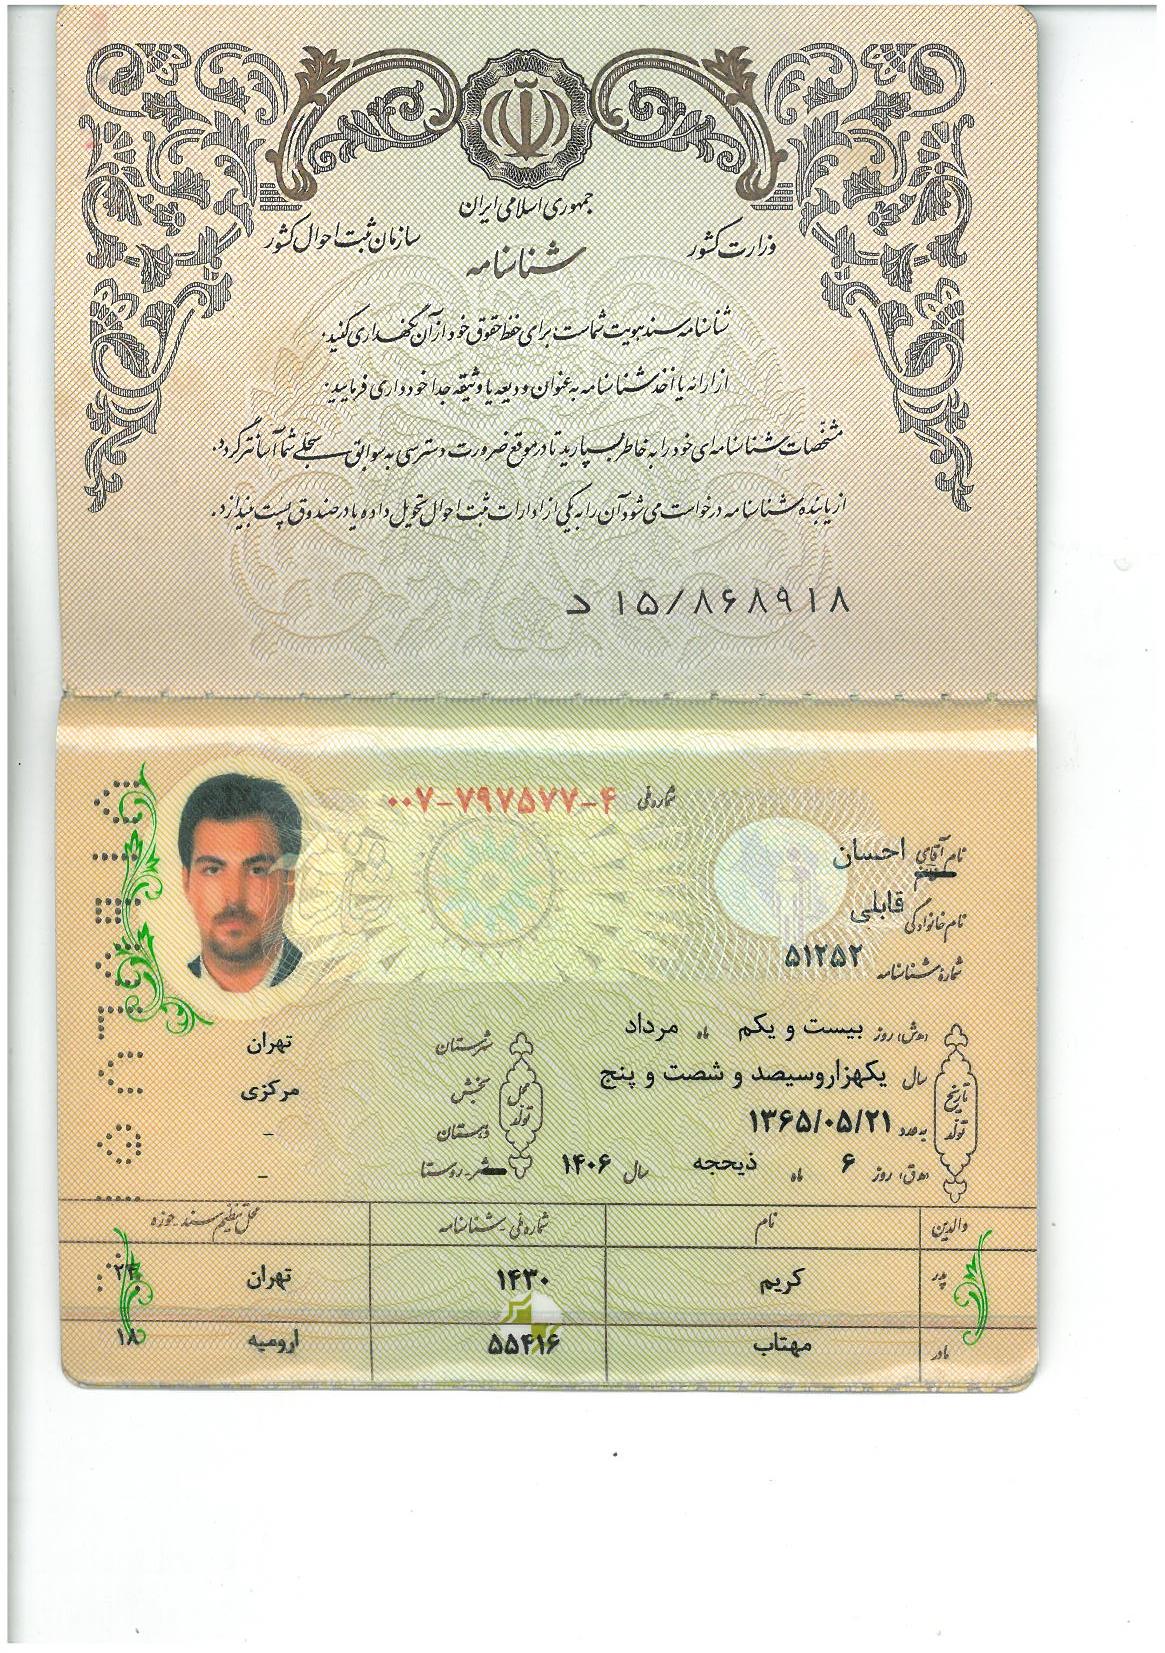 جمهوری اسلامی ایران
وزارت کشور
سازمان ثبت احوال کشور
شناسنامه
شناسنامه سند هویت شماست. برای حفظ حقوق خود از آن نگهداری کنید.
از ارائه یا اخذ شناسنامه به عنوان ودیعه یا وثیقه جدا خودداری فرمایید.
مشخصات شناسنامه‌ای خود را به خاطر بسپارید تا در موقع ضرورت دسترسی به سوابق سجلی شما آسانتر گردد.
از یابنده شناسنامه درخواست می شود آن را به یکی از ادارات ثبت احوال تحویل داده یا در صندوق پست بیندازد.
د ۱۵/۸۶۸۹۱۸
شماره ملی ۰۰۷-۷۹۷۵۷۷-۴
نام آقای احسان
نام خانوادگی قابلی
شماره شناسنامه ۵۱۲۵۲
تاریخ تولد
(ه.ش) روز بیست و یکم ماه مرداد
سال یکهزاروسیصد و شصت و پنج
به عدد ۱۳۶۵/۰۵/۲۱
(ه.ق) روز ۶ ماه ذیحجه سال ۱۴۰۶
محل تولد
شهرستان تهران
بخش مرکزی
دهستان –
شهر-روستا –
والدین نام شماره ملی-شناسنامه محل تنظیم سند-حوزه
پدر کریم ۱۴۳۰ تهران ۲۴
مادر مهتاب ۵۵۴۱۶ ارومیه ۱۸